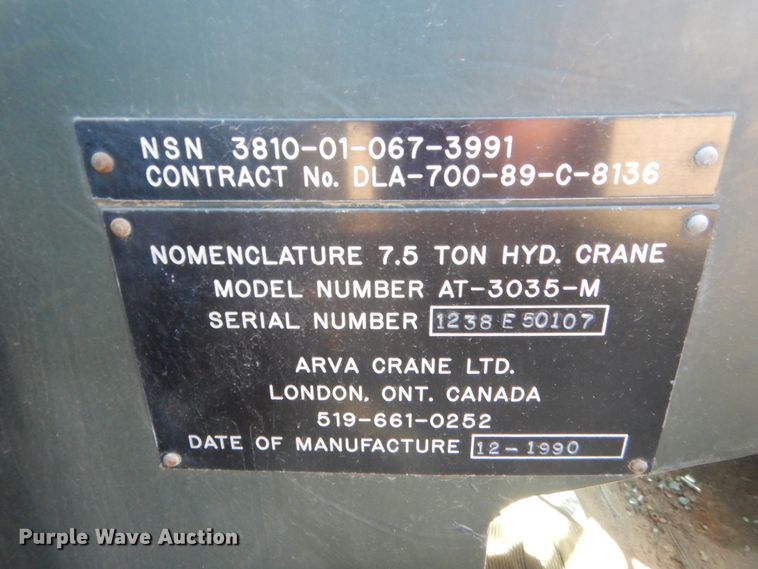 NSN 3810-01-067-3991
CONTRACT No. DLA-700-89-C-8136
NOMENCLATURE 7.5 TON HYD. CRANE
MODEL NUMBER AT-3035-M
SERIAL NUMBER 1238 E 50107
ARVA CRANE LTD.
LONDON, ONT. CANADA
519-661-0252
DATE OF MANUFACTURE 12-1990
Purple Wave Auction